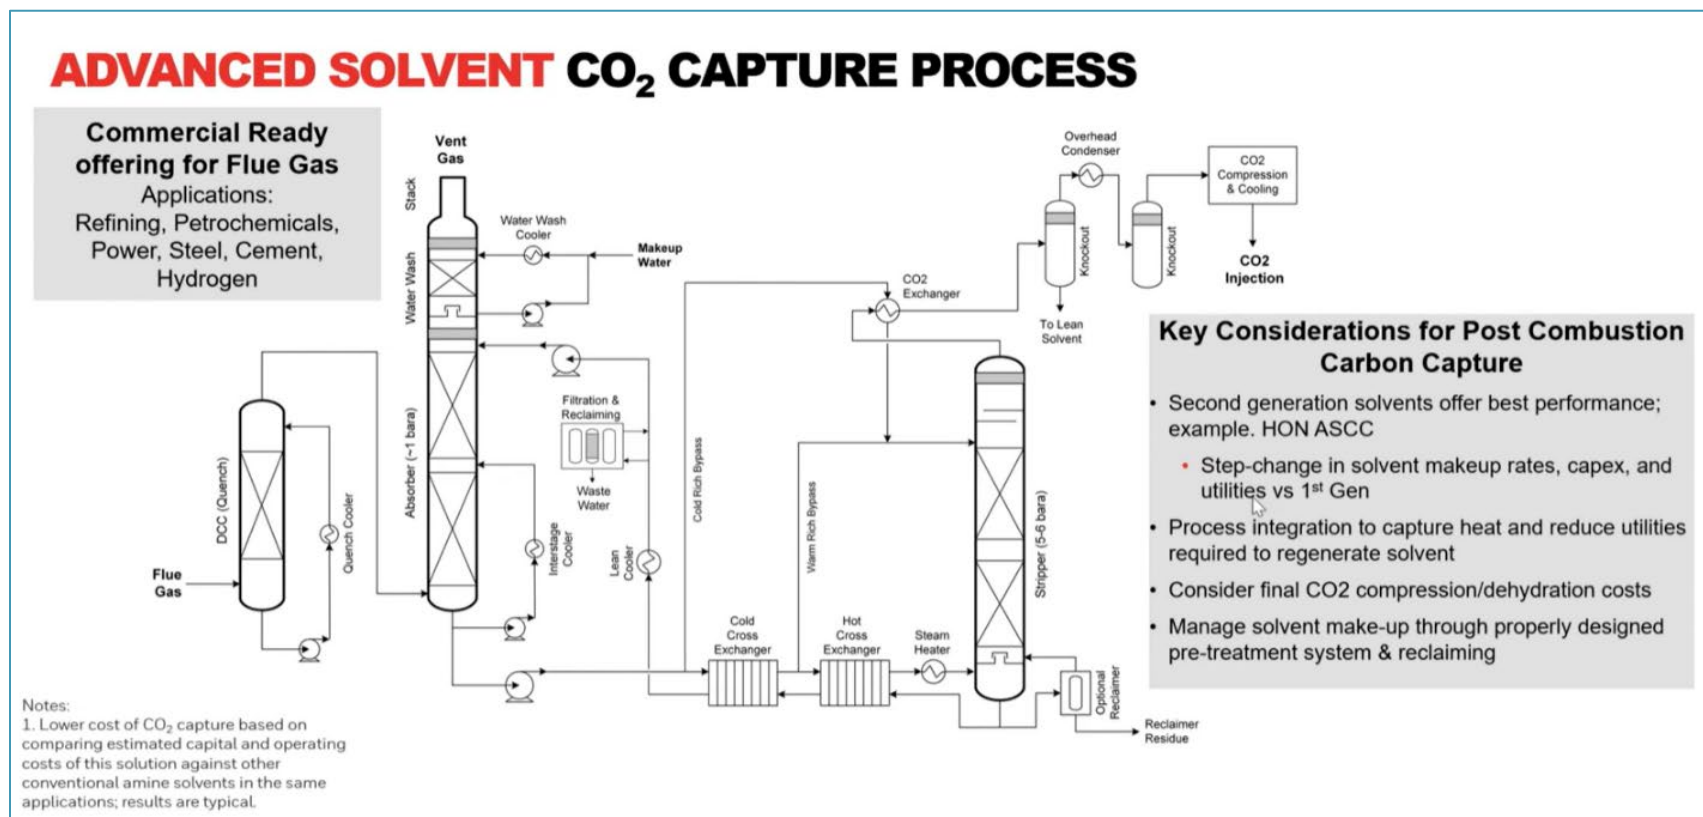 ADVANCED SOLVENT CO₂ CAPTURE PROCESS
Commercial Ready
offering for Flue Gas
Applications:
Refining, Petrochemicals,
Power, Steel, Cement,
Hydrogen
Vent
Gas
Stack
Water Wash
Cooler
Makeup
Water
Water Wash
Absorber (~1 bara)
DCC (Quench)
Quench Cooler
Flue
Gas
Filtration &
Reclaiming
Waste
Water
Interstage
Cooler
Lean
Cooler
Cold Rich Bypass
Warm Rich Bypass
Cold
Cross
Exchanger
Hot
Cross
Exchanger
Steam
Heater
CO2
Exchanger
Overhead
Condenser
Knockout
Knockout
To Lean
Solvent
CO2
Compression
& Cooling
CO2
Injection
Stripper (5-6 bara)
Optional
Reclaimer
Reclaimer
Residue
Key Considerations for Post Combustion
Carbon Capture
• Second generation solvents offer best performance;
example. HON ASCC
• Step-change in solvent makeup rates, capex, and
utilities vs 1st Gen
• Process integration to capture heat and reduce utilities
required to regenerate solvent
• Consider final CO2 compression/dehydration costs
• Manage solvent make-up through properly designed
pre-treatment system & reclaiming
Notes:
1. Lower cost of CO₂ capture based on
comparing estimated capital and operating
costs of this solution against other
conventional amine solvents in the same
applications; results are typical.